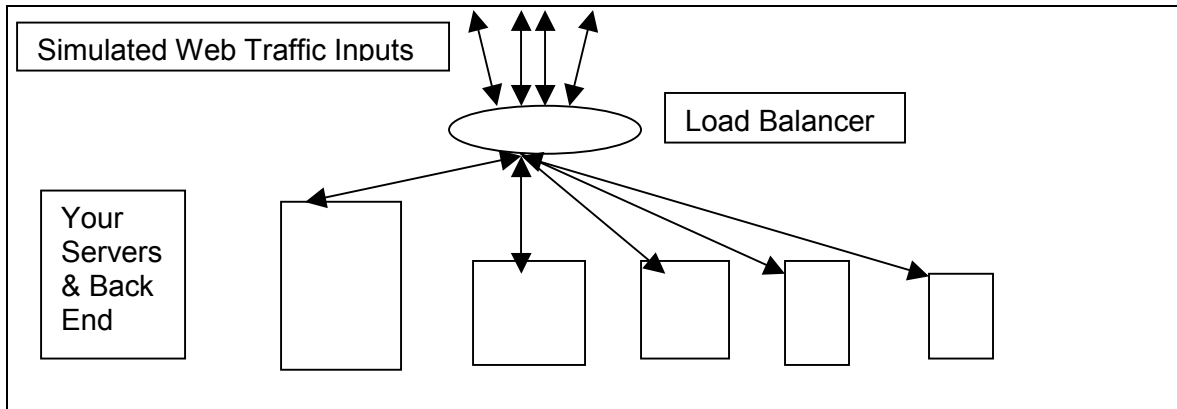 Simulated Web Traffic Inputs
Load Balancer
Your
Servers
& Back
End